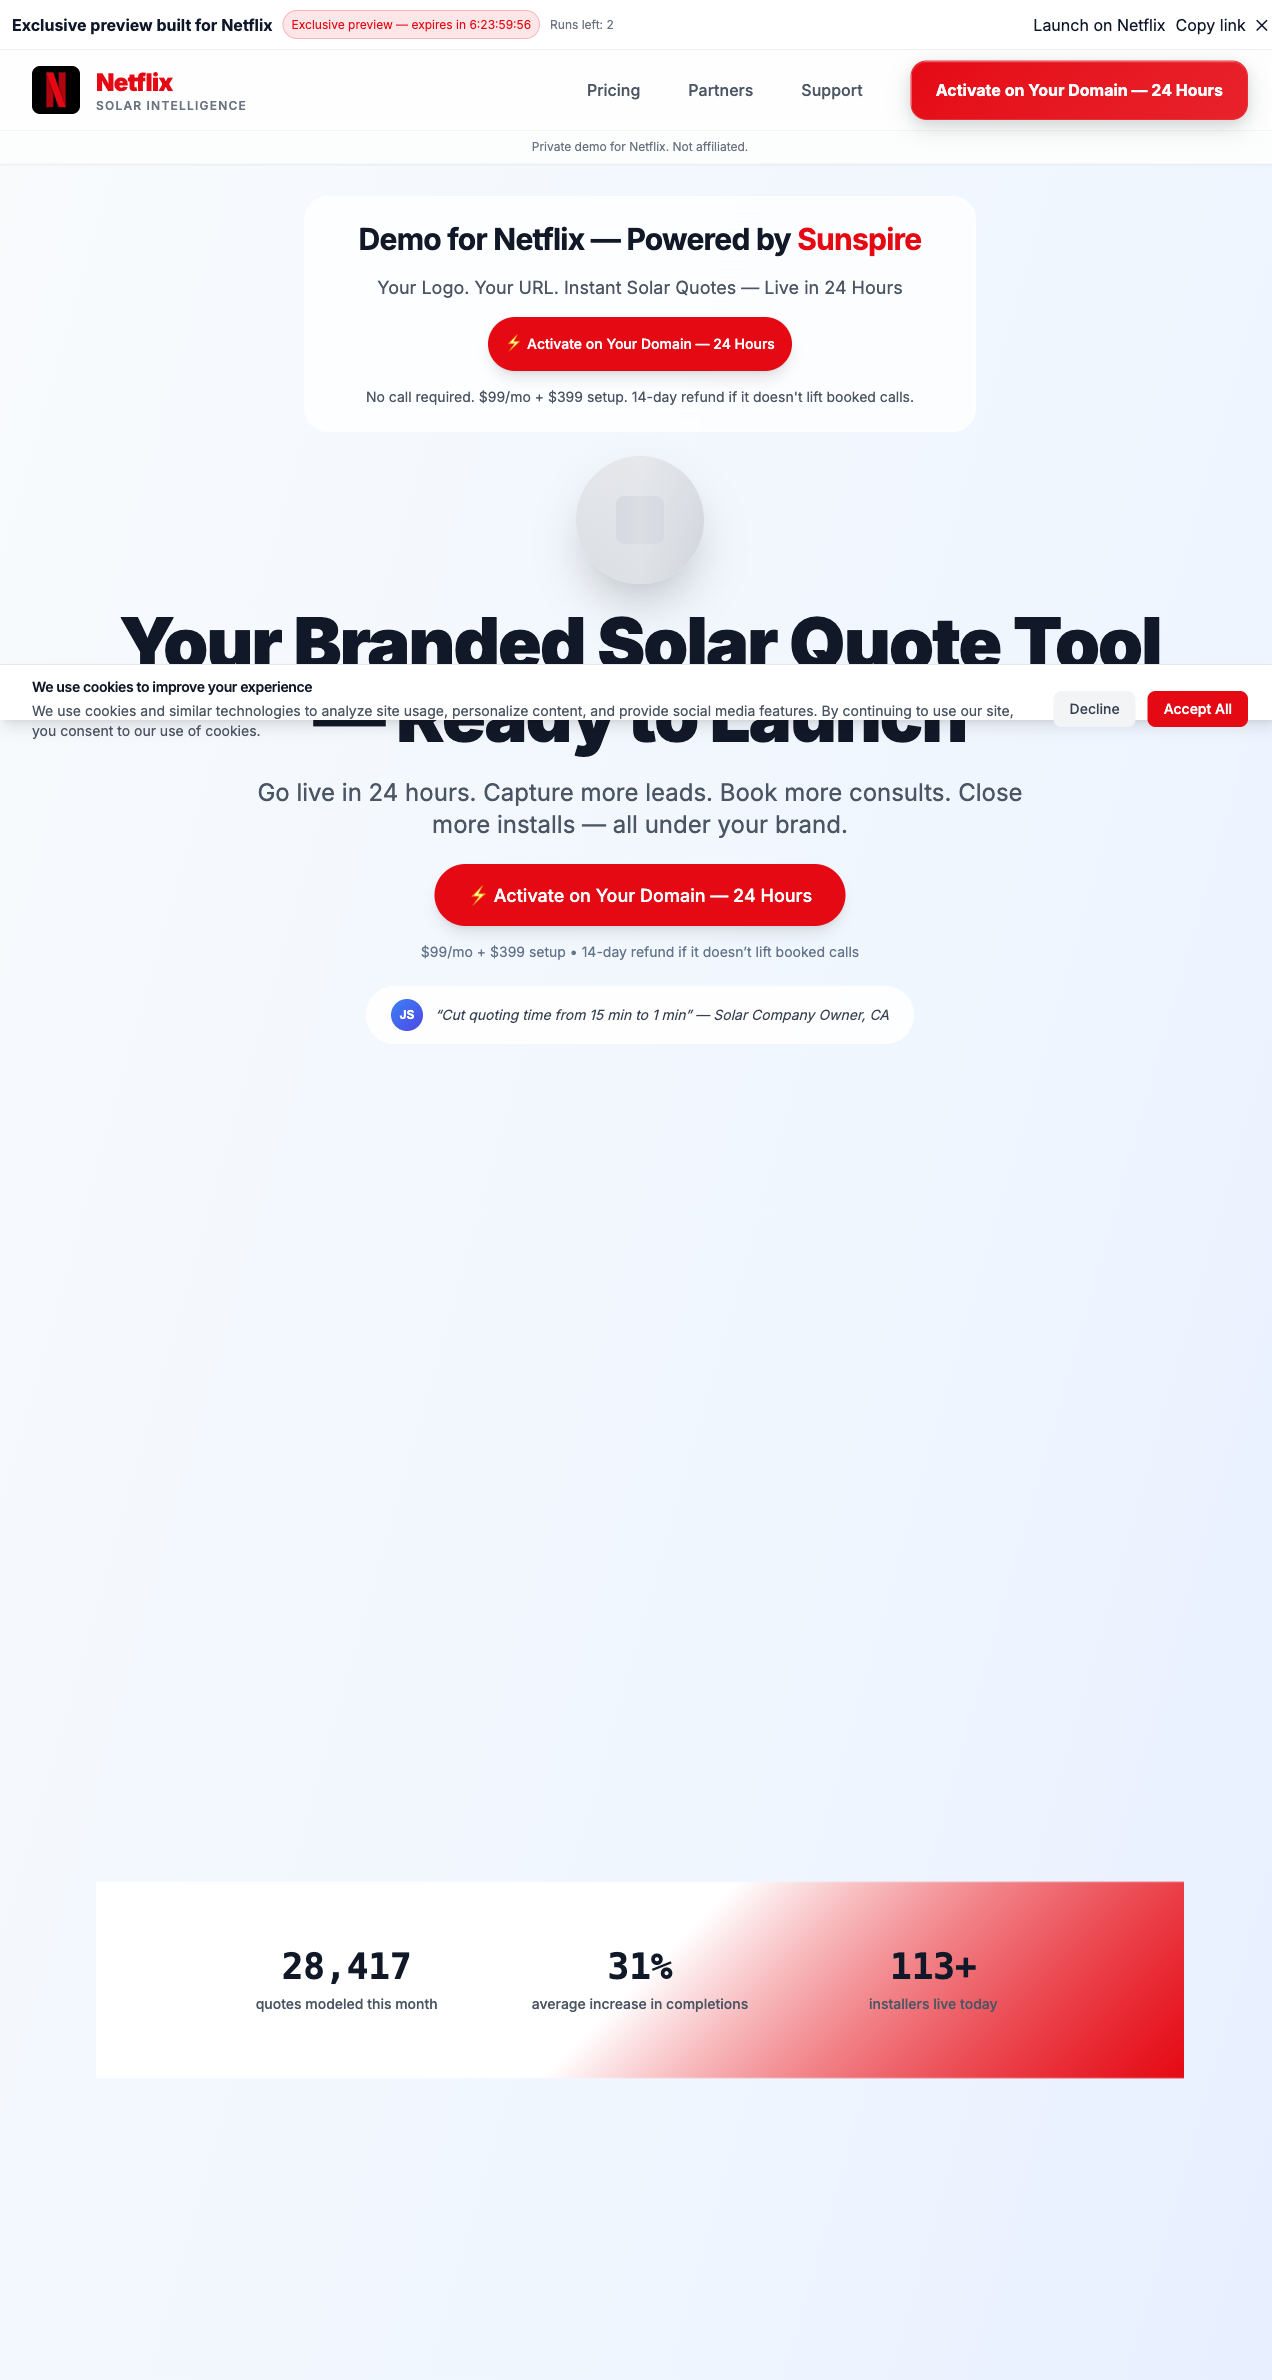 Exclusive preview built for Netflix
Exclusive preview — expires in 6:23:59:56
Runs left: 2
Launch on Netflix
Copy link
Netflix
SOLAR INTELLIGENCE
Pricing
Partners
Support
Activate on Your Domain — 24 Hours
Private demo for Netflix. Not affiliated.
Demo for Netflix — Powered by Sunspire
Your Logo. Your URL. Instant Solar Quotes — Live in 24 Hours
⚡ Activate on Your Domain — 24 Hours
No call required. $99/mo + $399 setup. 14-day refund if it doesn't lift booked calls.
Your Branded Solar Quote Tool
— Ready to Launch
We use cookies to improve your experience
We use cookies and similar technologies to analyze site usage, personalize content, and provide social media features. By continuing to use our site,
you consent to our use of cookies.
Decline
Accept All
Go live in 24 hours. Capture more leads. Book more consults. Close
more installs — all under your brand.
⚡ Activate on Your Domain — 24 Hours
$99/mo + $399 setup • 14-day refund if it doesn’t lift booked calls
JS
“Cut quoting time from 15 min to 1 min” — Solar Company Owner, CA
28,417
quotes modeled this month
31%
average increase in completions
113+
installers live today